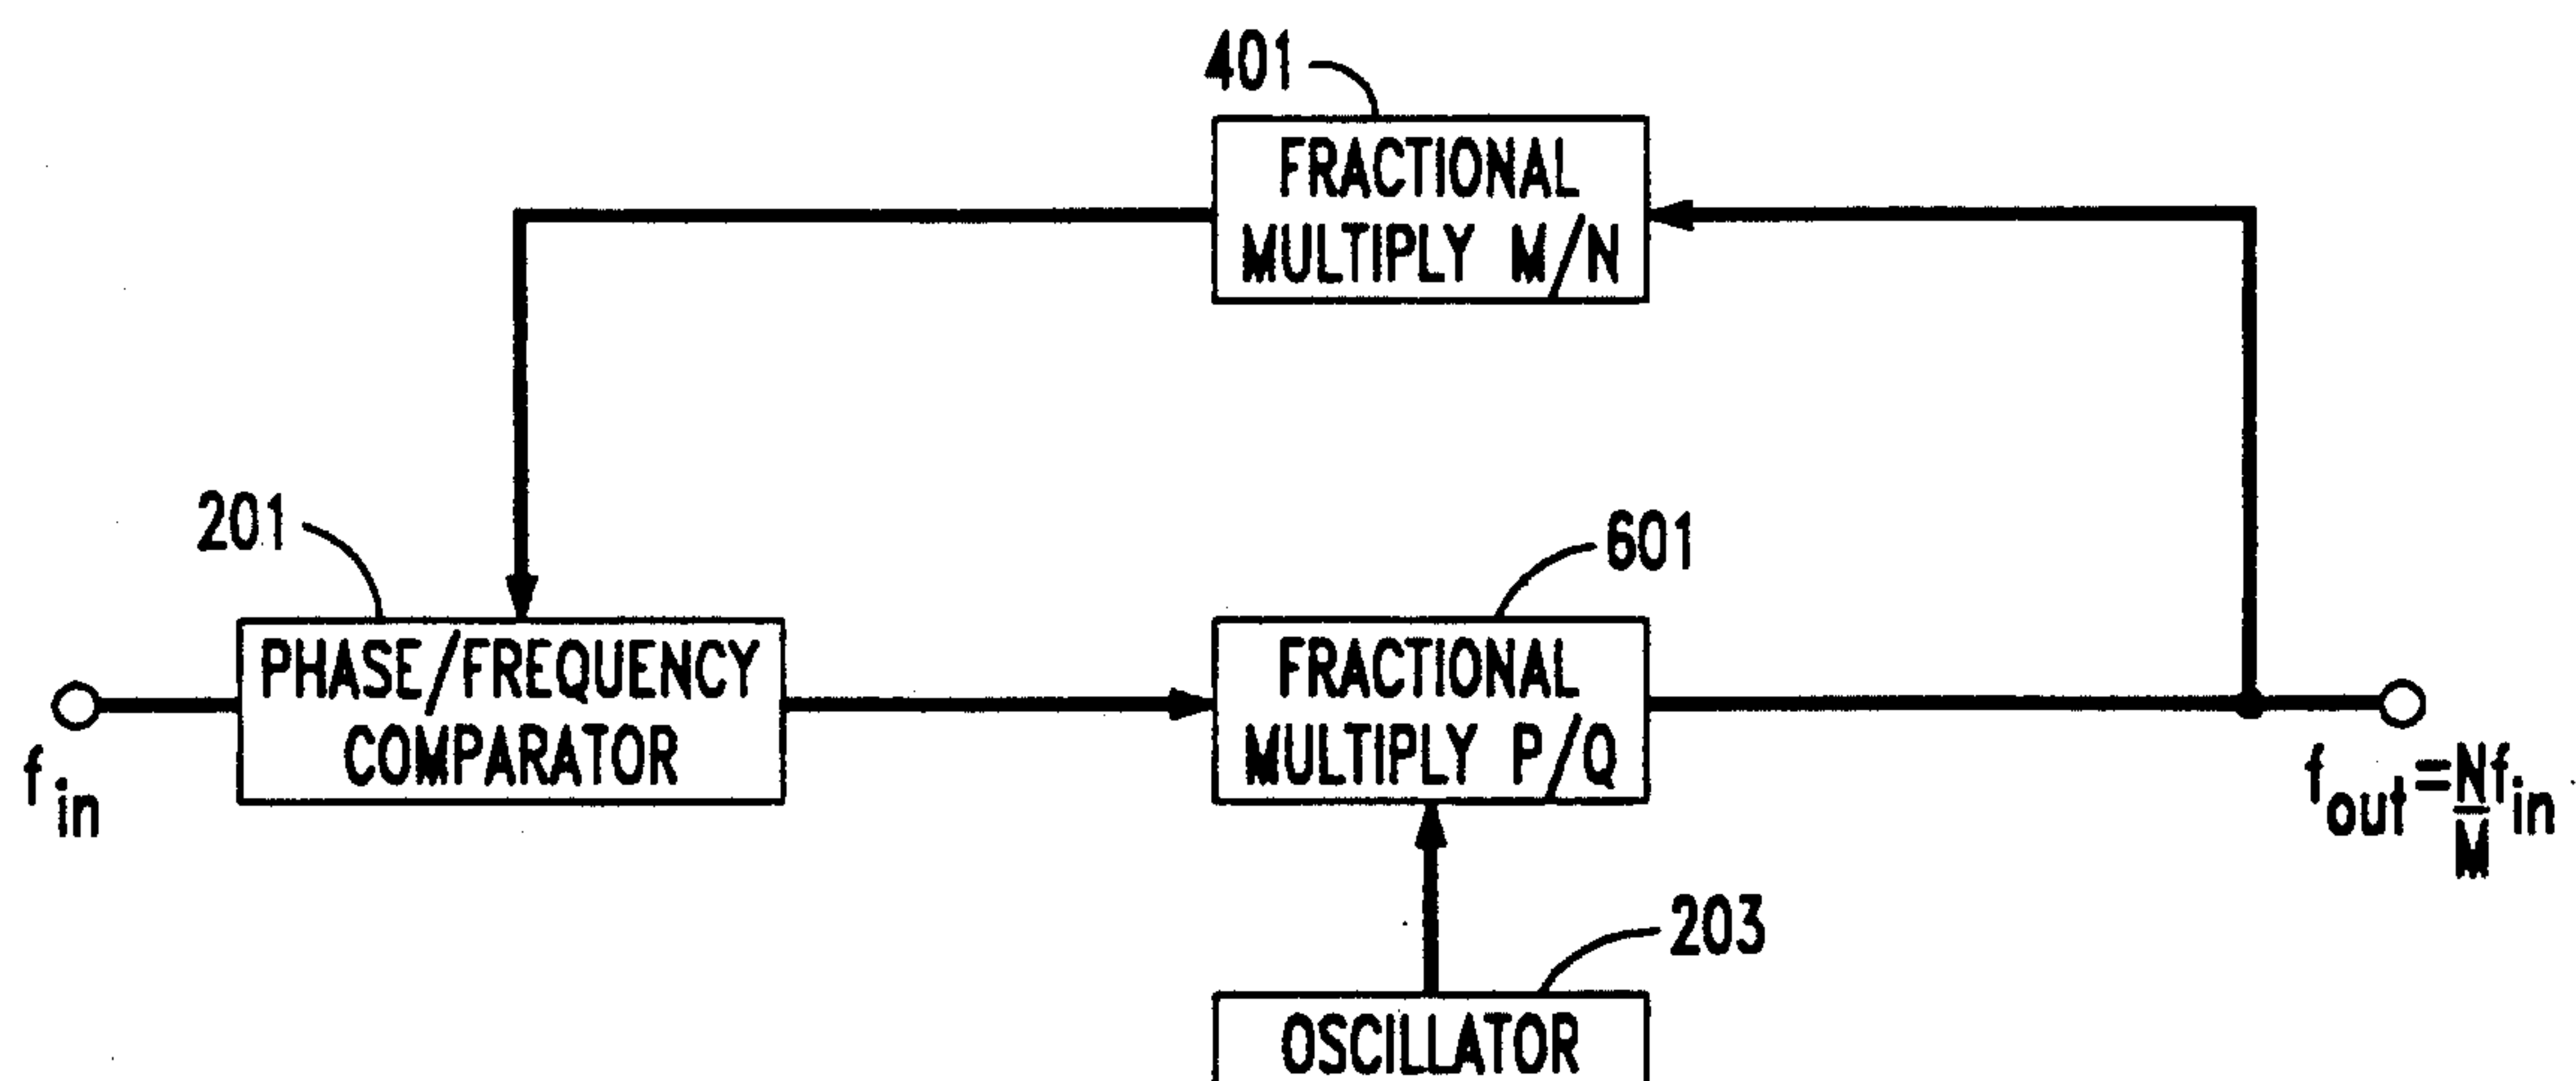 401
FRACTIONAL
MULTIPLY M/N
201
601
PHASE/FREQUENCY
COMPARATOR
FRACTIONAL
MULTIPLY P/Q
f in
f out = N/M f in
203
OSCILLATOR